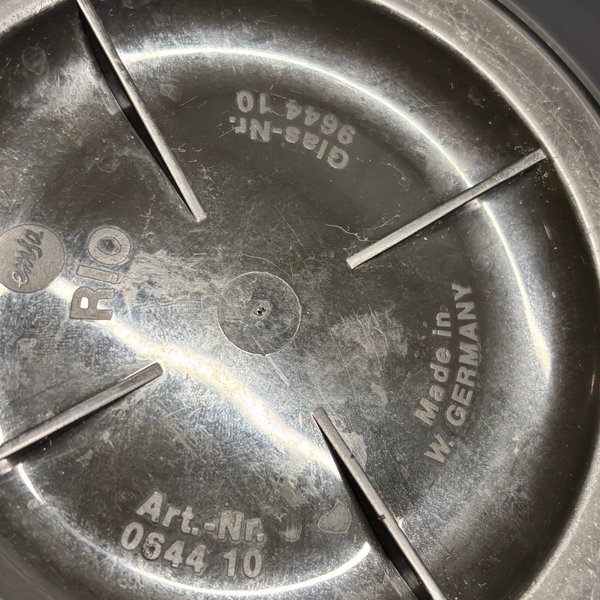 emsa
RIO
Glas-Nr.
9644 10
Made in
W. GERMANY
Art.-Nr.
0644 10